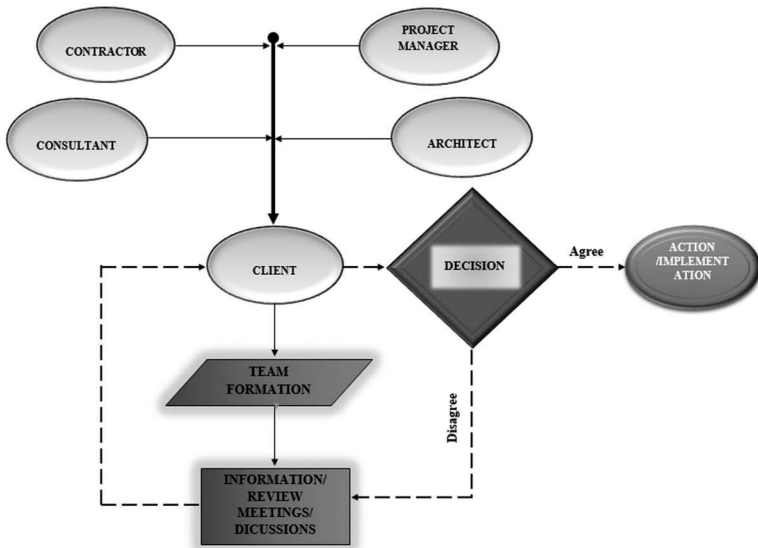 CONTRACTOR
PROJECT
MANAGER
CONSULTANT
ARCHITECT
CLIENT
DECISION
Agree
ACTION
/IMPLEMENT
ATION
TEAM
FORMATION
Disagree
INFORMATION/
REVIEW
MEETINGS/
DICUSSIONS